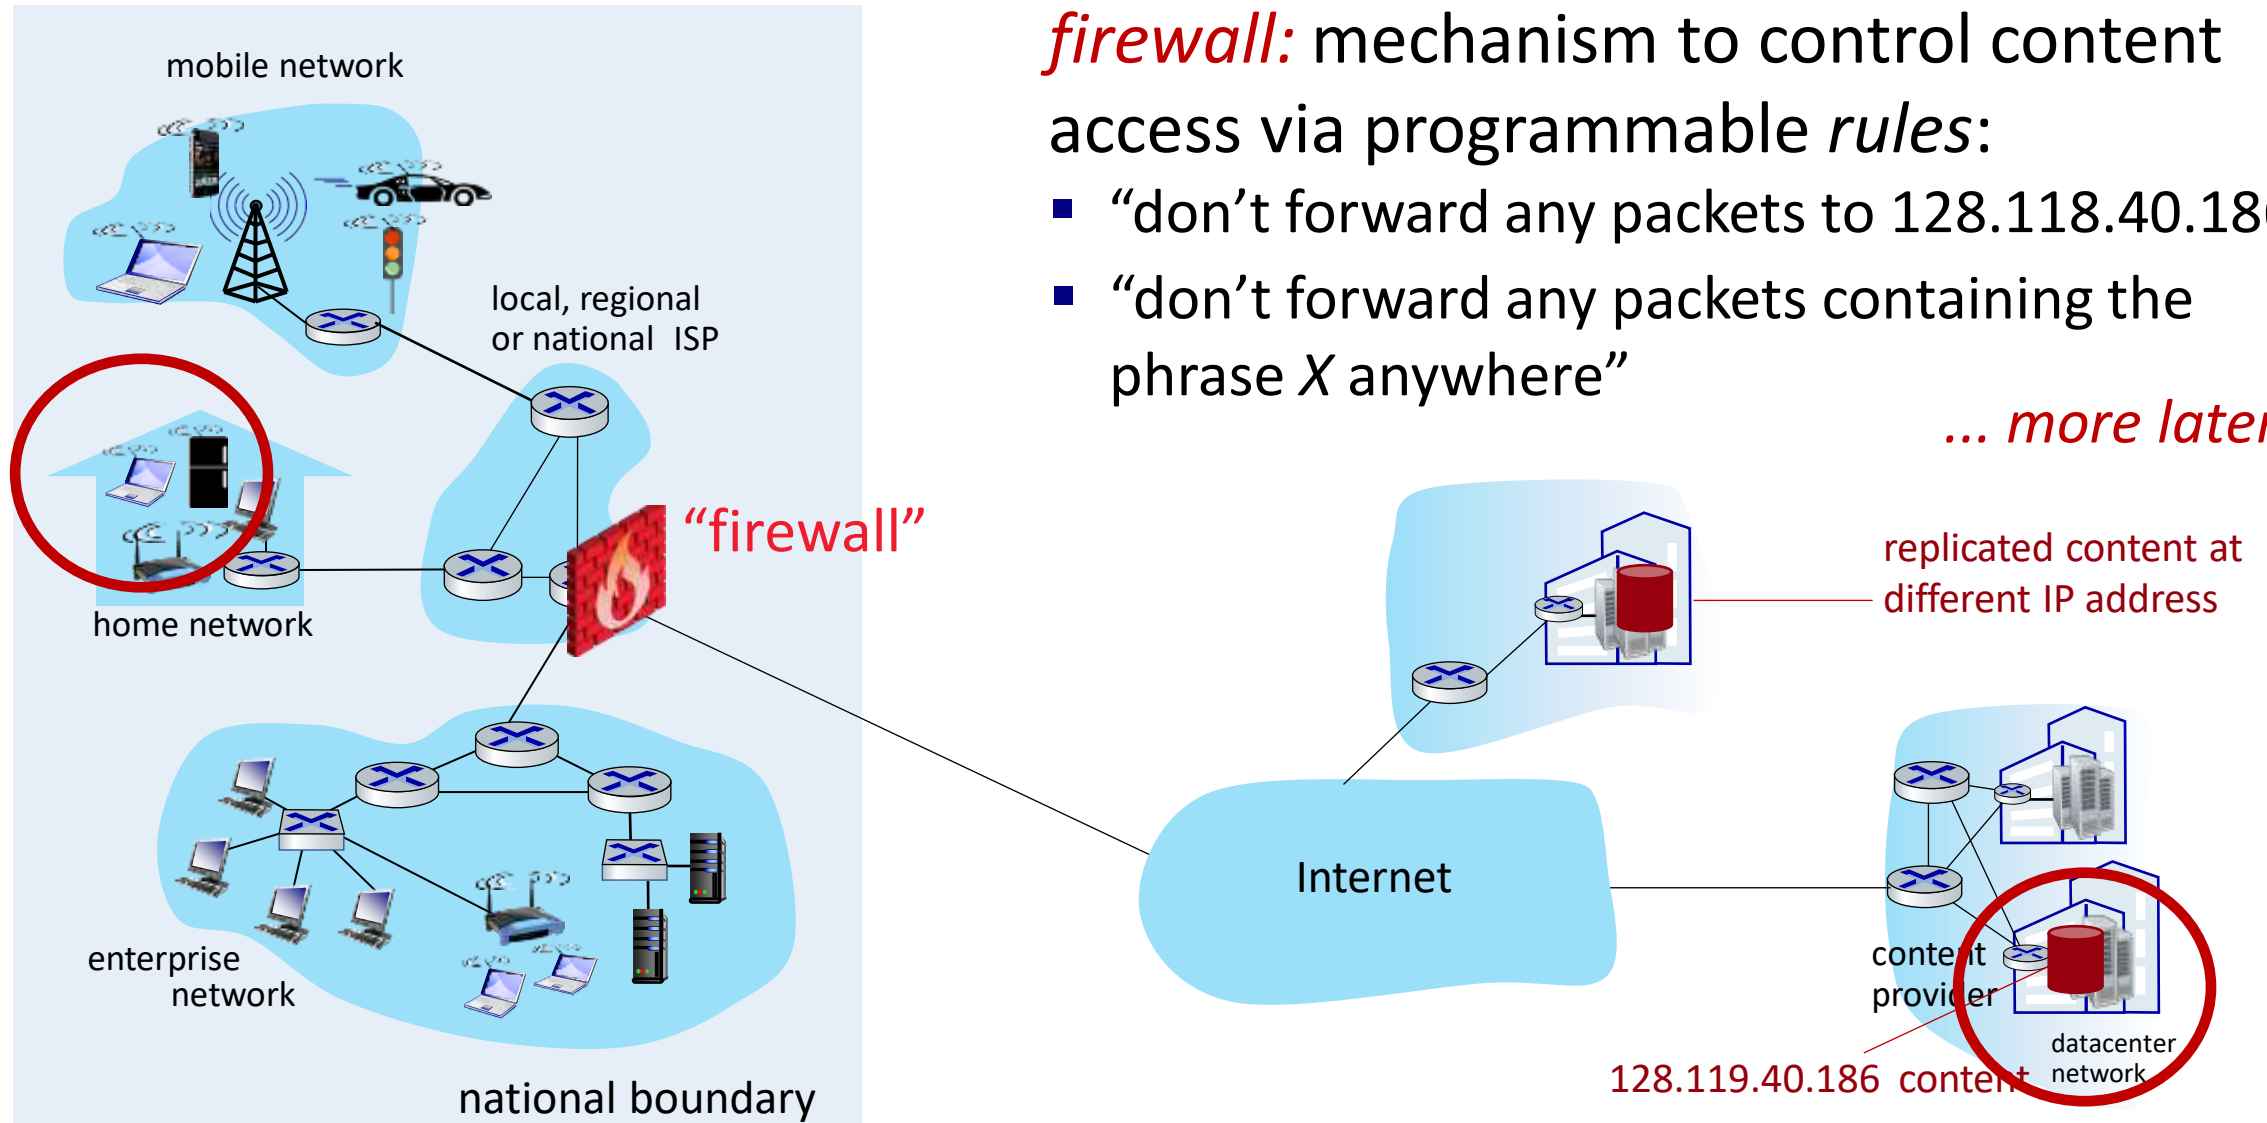 firewall: mechanism to control content
access via programmable rules:
“don’t forward any packets to 128.118.40.186
“don’t forward any packets containing the
phrase X anywhere”
... more later
mobile network
local, regional
or national ISP
“firewall”
home network
replicated content at
different IP address
Internet
enterprise
network
content
provider
datacenter
network
128.119.40.186 content
national boundary